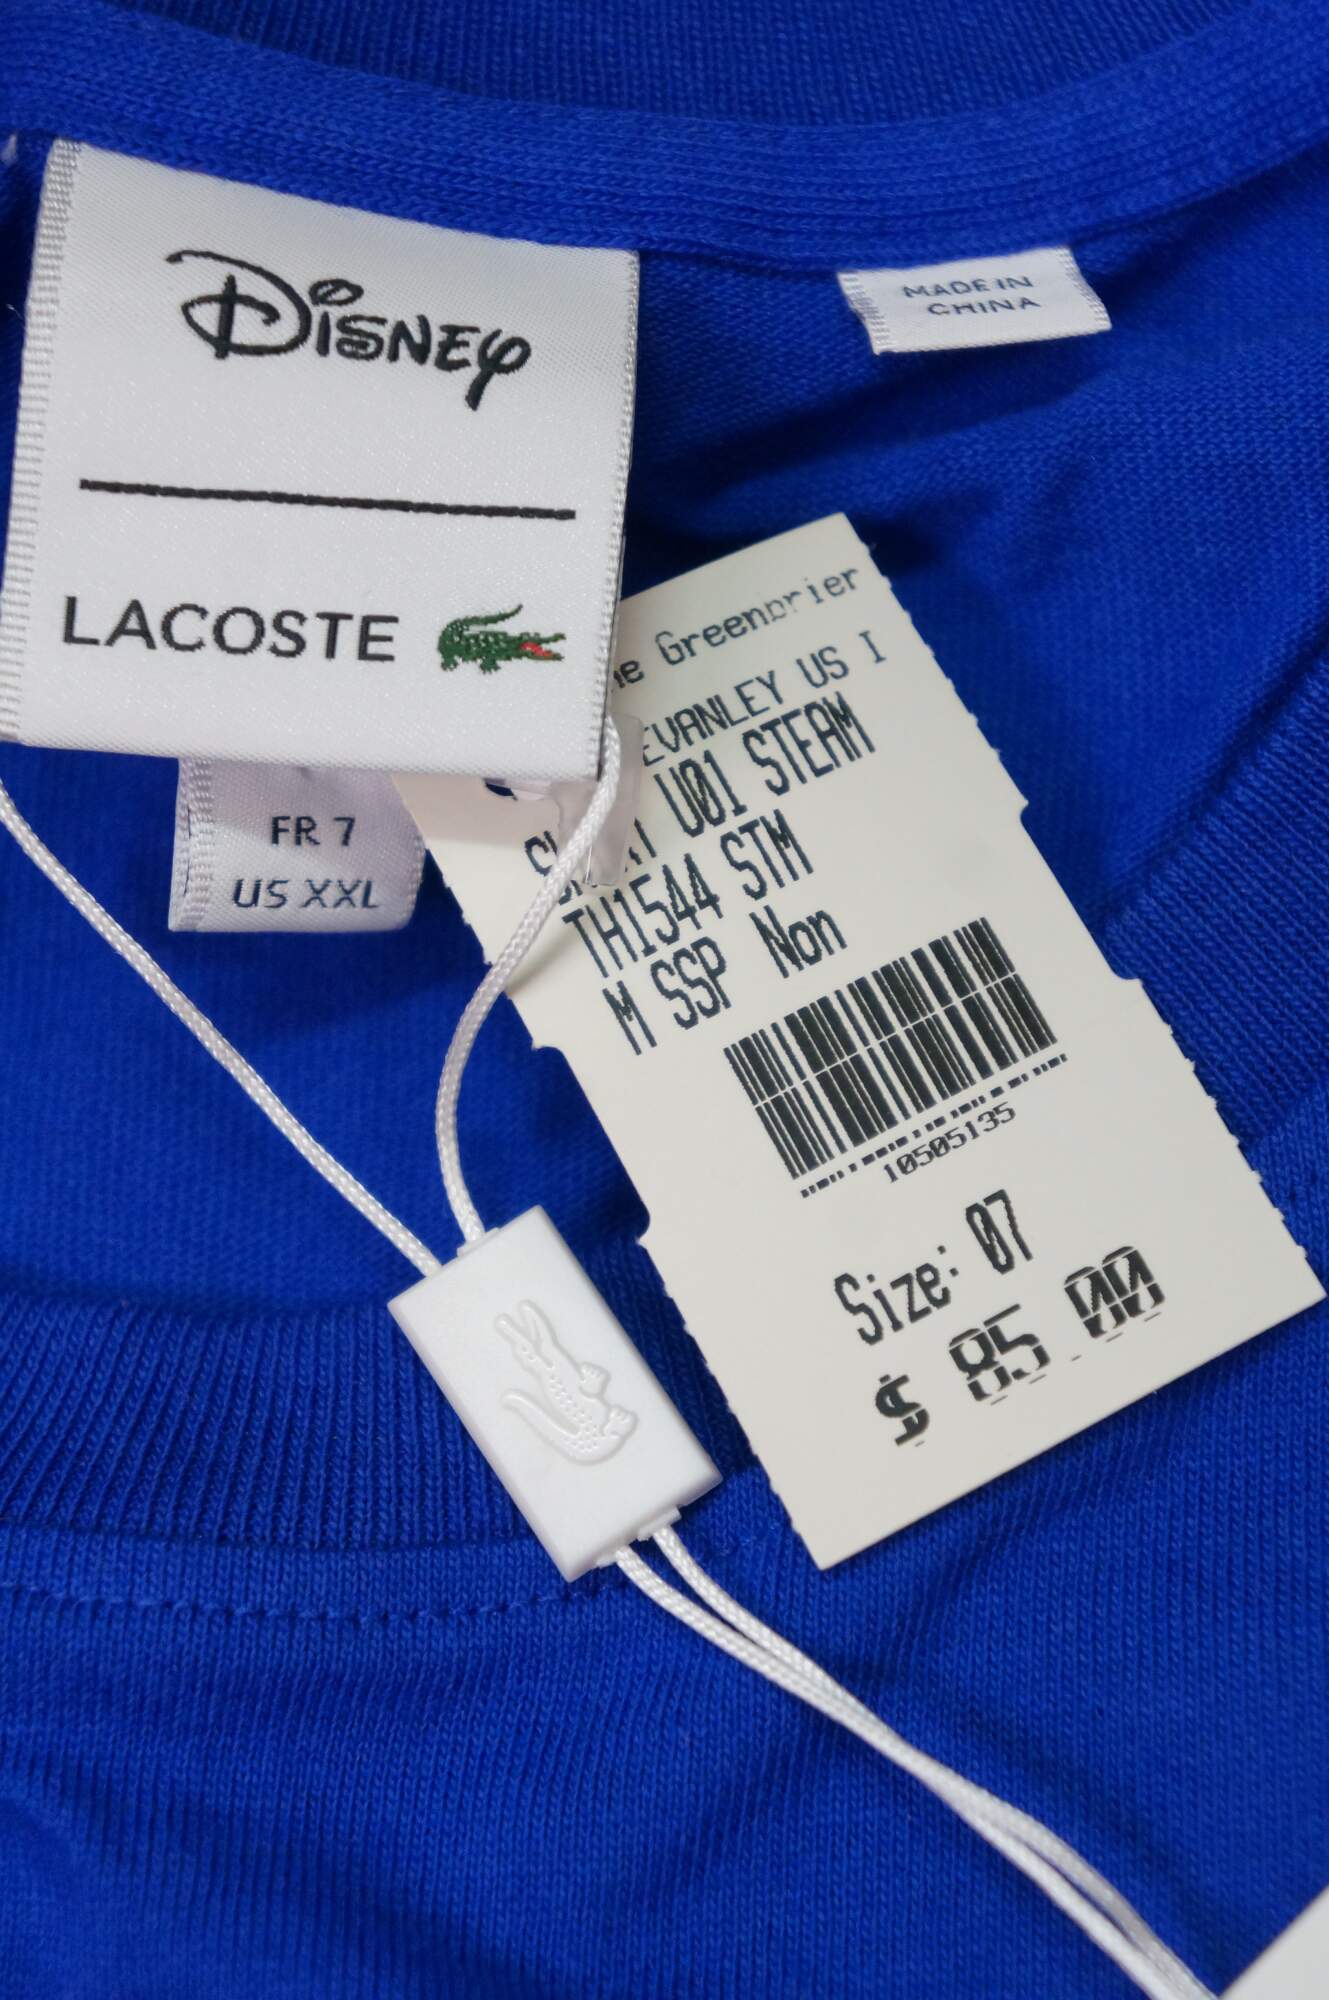 DISNEY
LACOSTE
FR 7
US XXL
MADE IN
CHINA
Greenbrier
US I
U01 STEAM
TH1544 STM
M SSP Non
10505135
Size: 07
$ 85.00